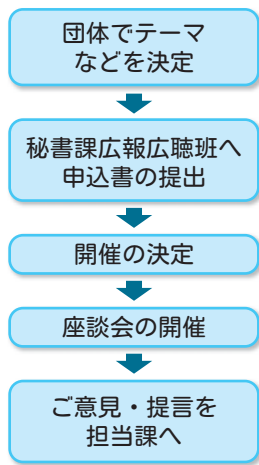 団体でテーマ
などを決定
秘書課広報広聴班へ
申込書の提出
開催の決定
座談会の開催
ご意見・提言を
担当課へ